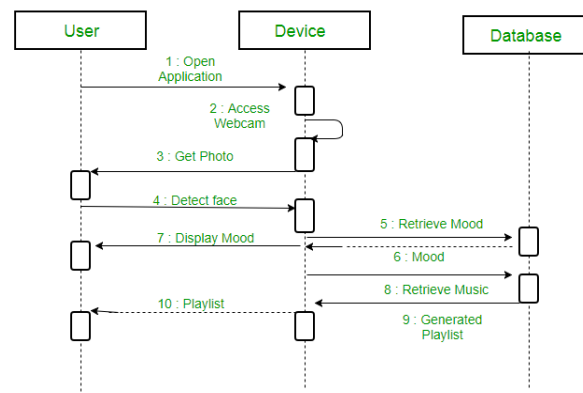 User
Device
Database
1 : Open
Application
2 : Access
Webcam
3 : Get Photo
4 : Detect face
5 : Retrieve Mood
7 : Display Mood
6 : Mood
8 : Retrieve Music
10 : Playlist
9 : Generated
Playlist